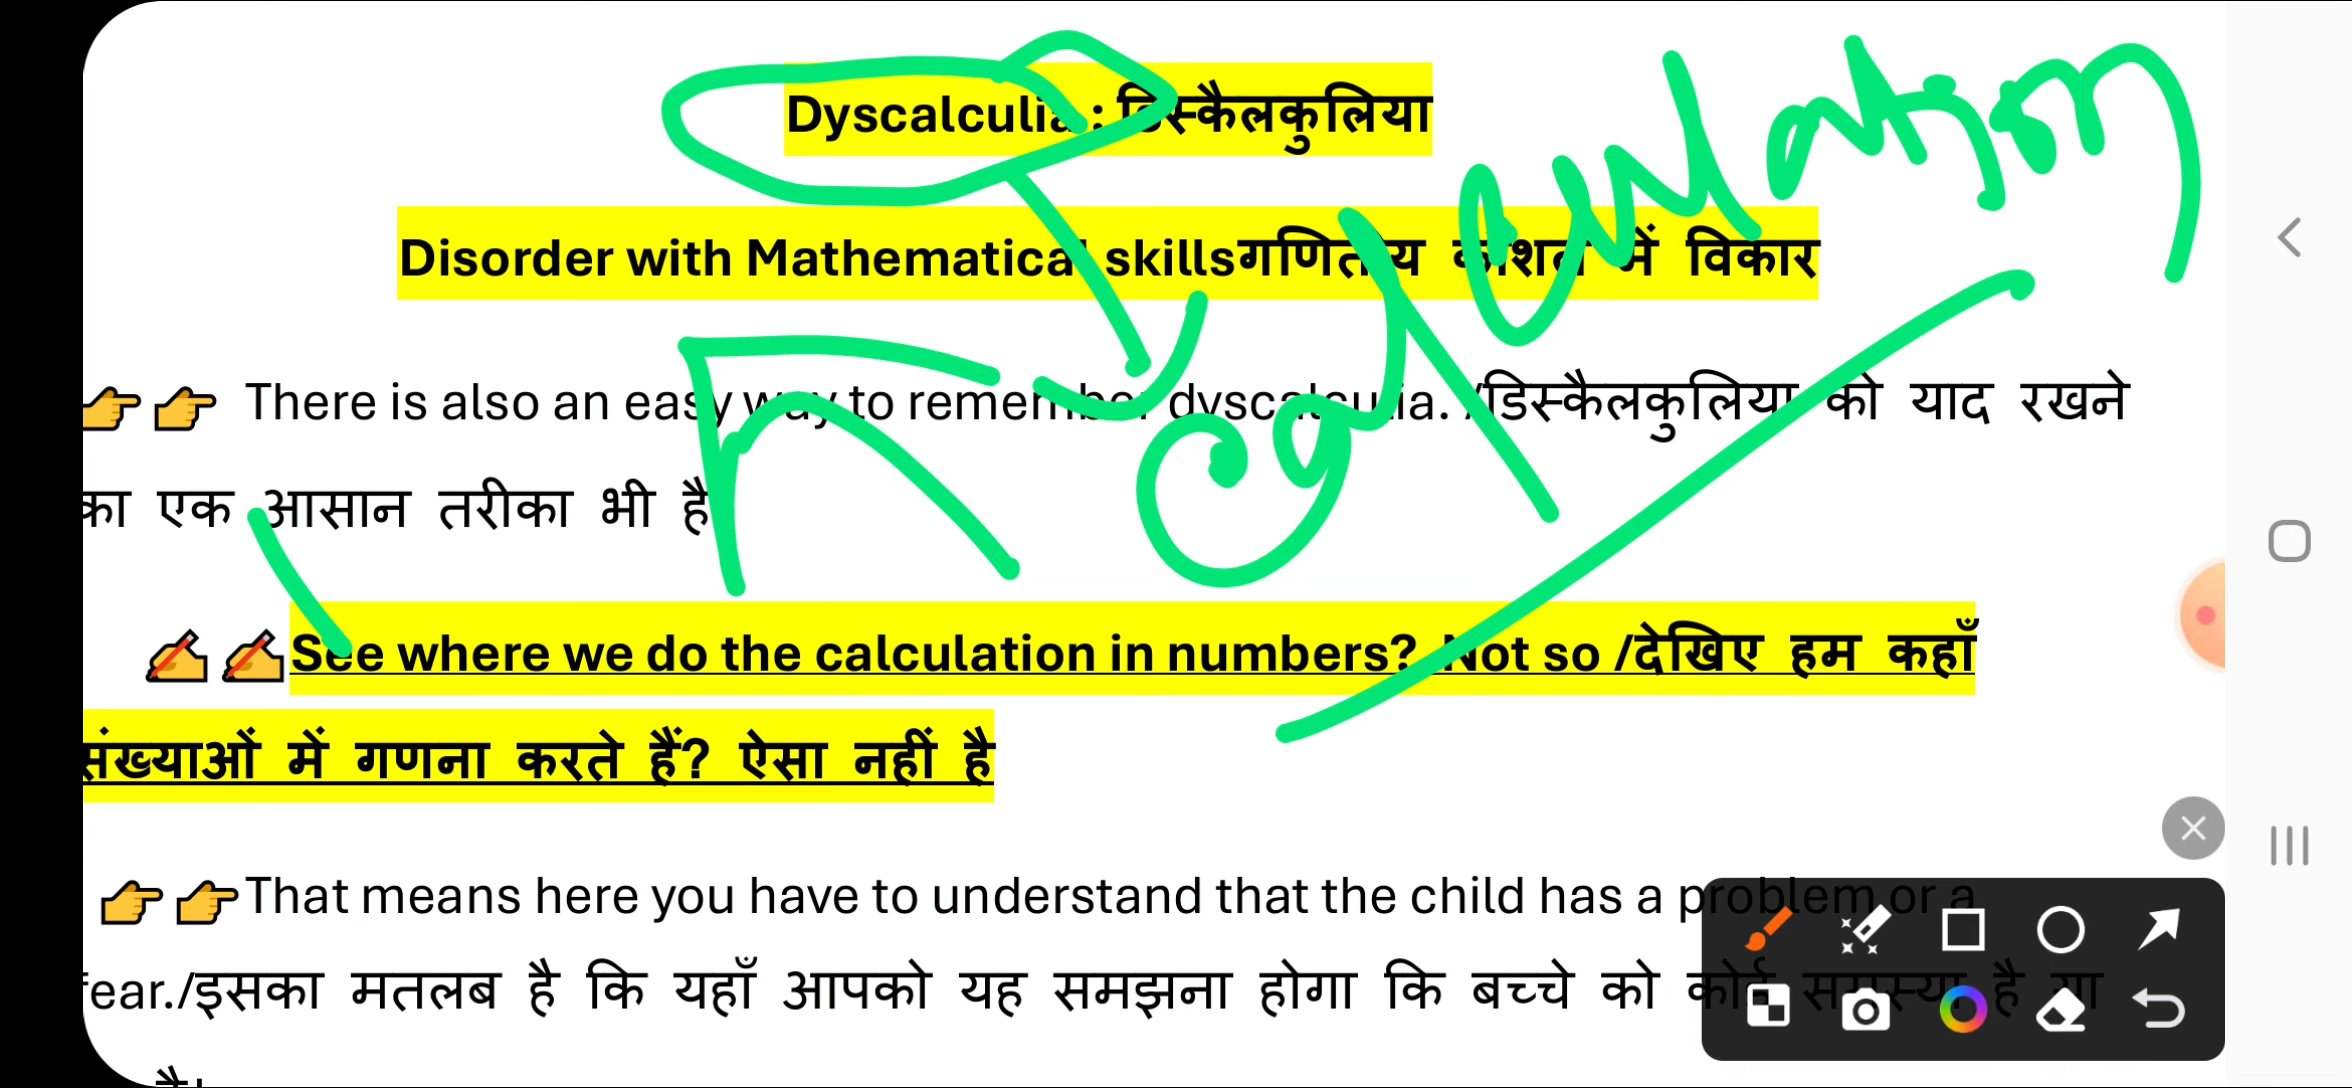 Dyscalculia : डिस्कैलकुलिया
Disorder with Mathematical skillsगणितीय कौशल में विकार
👉👉 There is also an easy way to remember dyscalculia. /डिस्कैलकुलिया को याद रखने
का एक आसान तरीका भी है
calculation
✍✍See where we do the calculation in numbers? Not so /देखिए हम कहाँ
संख्याओं में गणना करते हैं? ऐसा नहीं है
👉👉That means here you have to understand that the child has a problem or a
fear./इसका मतलब है कि यहाँ आपको यह समझना होगा कि बच्चे को कोई समस्या है या